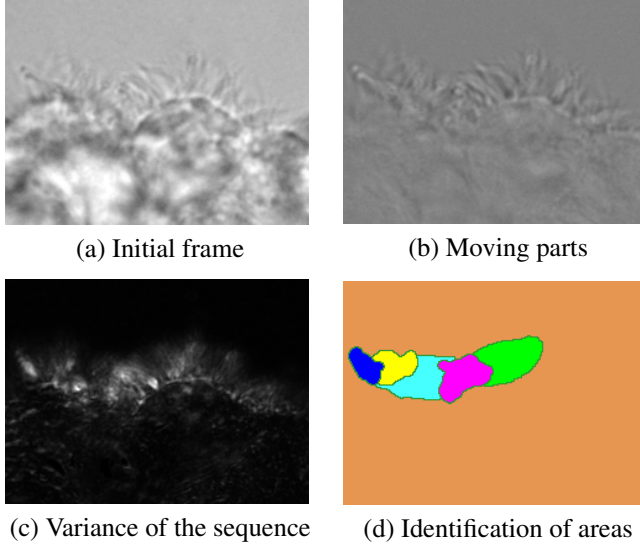 (a) Initial frame
(b) Moving parts
(c) Variance of the sequence
(d) Identification of areas